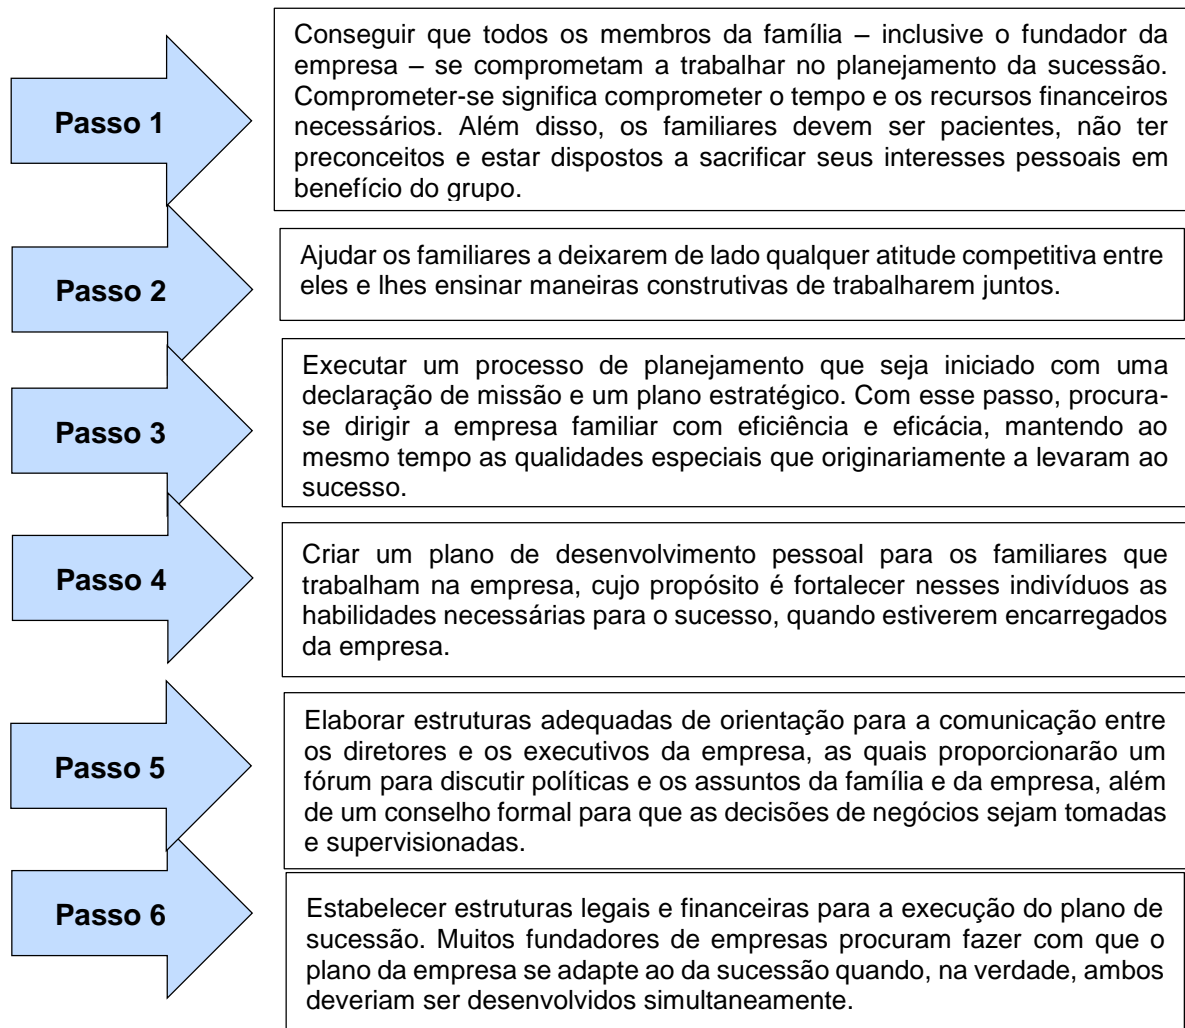 Passo 1
Conseguir que todos os membros da família – inclusive o fundador da
empresa – se comprometam a trabalhar no planejamento da sucessão.
Comprometer-se significa comprometer o tempo e os recursos financeiros
necessários. Além disso, os familiares devem ser pacientes, não ter
preconceitos e estar dispostos a sacrificar seus interesses pessoais em
benefício do grupo.
Passo 2
Ajudar os familiares a deixarem de lado qualquer atitude competitiva entre
eles e lhes ensinar maneiras construtivas de trabalharem juntos.
Passo 3
Executar um processo de planejamento que seja iniciado com uma
declaração de missão e um plano estratégico. Com esse passo, procura-
se dirigir a empresa familiar com eficiência e eficácia, mantendo ao
mesmo tempo as qualidades especiais que originariamente a levaram ao
sucesso.
Passo 4
Criar um plano de desenvolvimento pessoal para os familiares que
trabalham na empresa, cujo propósito é fortalecer nesses indivíduos as
habilidades necessárias para o sucesso, quando estiverem encarregados
da empresa.
Passo 5
Elaborar estruturas adequadas de orientação para a comunicação entre
os diretores e os executivos da empresa, as quais proporcionarão um
fórum para discutir políticas e os assuntos da família e da empresa, além
de um conselho formal para que as decisões de negócios sejam tomadas
e supervisionadas.
Passo 6
Estabelecer estruturas legais e financeiras para a execução do plano de
sucessão. Muitos fundadores de empresas procuram fazer com que o
plano da empresa se adapte ao da sucessão quando, na verdade, ambos
deveriam ser desenvolvidos simultaneamente.